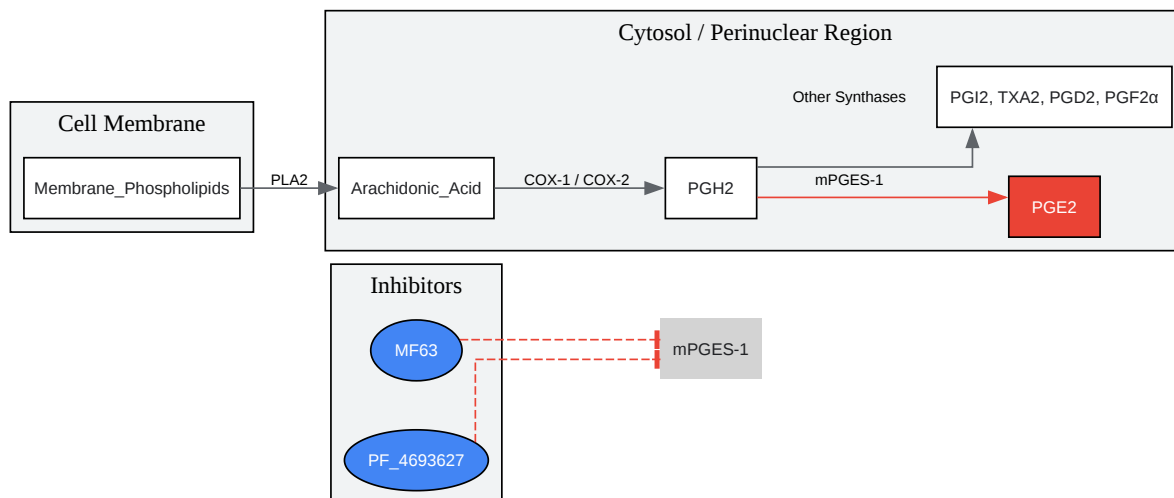 Cytosol / Perinuclear Region
Other Synthases
PGI2, TXA2, PGD2, PGF2α
Cell Membrane
Membrane_Phospholipids
PLA2
Arachidonic_Acid
COX-1 / COX-2
PGH2
mPGES-1
PGE2
Inhibitors
MF63
mPGES-1
PF_4693627